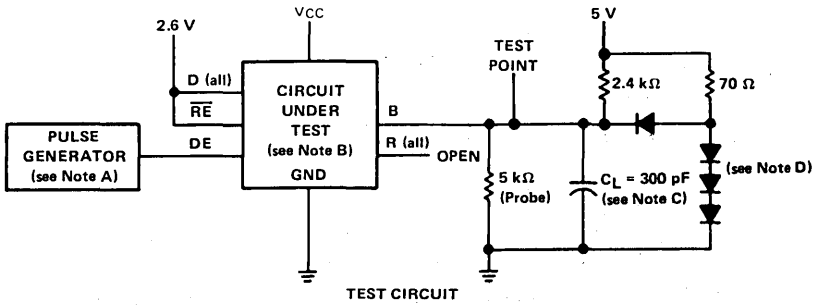 2.6 V
VCC
5 V
D (all)
RE
DE
PULSE
GENERATOR
(see Note A)
CIRCUIT
UNDER
TEST
(see Note B)
GND
B
R (all)
OPEN
TEST
POINT
2.4 kΩ
70 Ω
5 kΩ
(Probe)
CL = 300 pF
(see Note C)
(see Note D)
TEST CIRCUIT